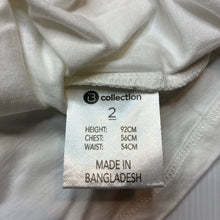 B collection
2
HEIGHT: 92CM
CHEST: 56CM
WAIST: 54CM
MADE IN
BANGLADESH